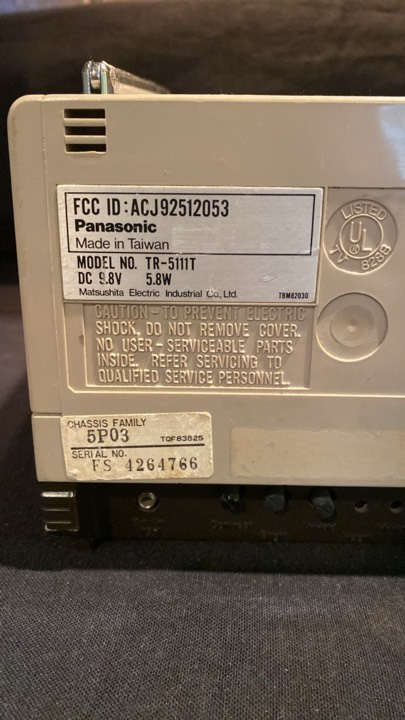 FCC ID:ACJ92512053
Panasonic
Made in Taiwan
MODEL NO. TR-5111T
DC 9.8V 5.8W
Matsushita Electric Industrial Co., Ltd.
TBM82030
LISTED
UL
TV 828B
CAUTION-TO PREVENT ELECTRIC
SHOCK, DO NOT REMOVE COVER.
NO USER-SERVICEABLE PARTS
INSIDE. REFER SERVICING TO
QUALIFIED SERVICE PERSONNEL.
CHASSIS FAMILY
5P03 TQF83825
SERIAL NO.
FS 4264766